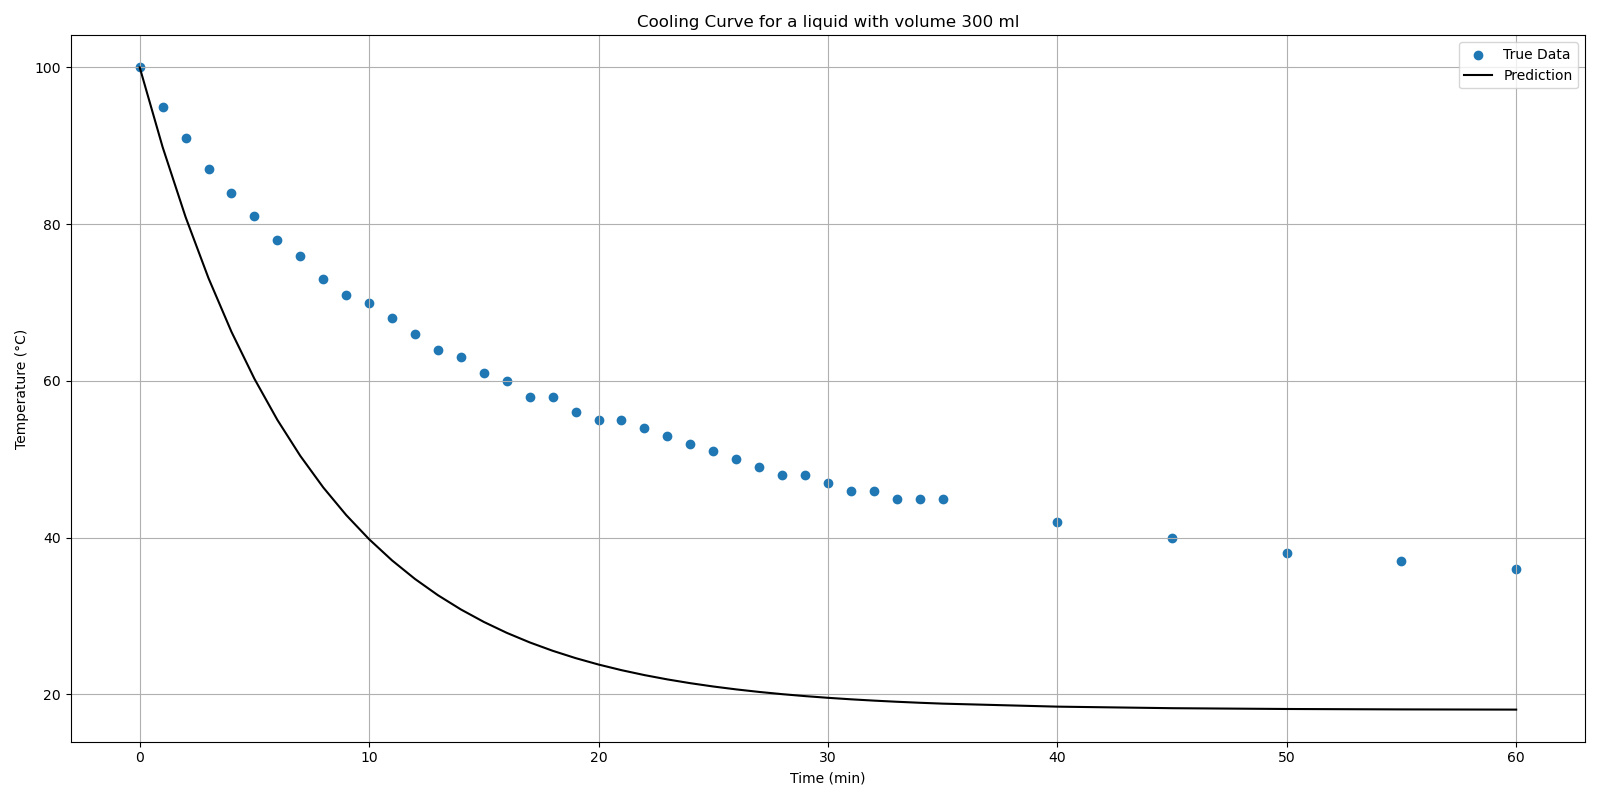 Cooling Curve for a liquid with volume 300 ml
True Data
Prediction
Temperature (°C)
100
80
60
40
20
0 10 20 30 40 50 60
Time (min)